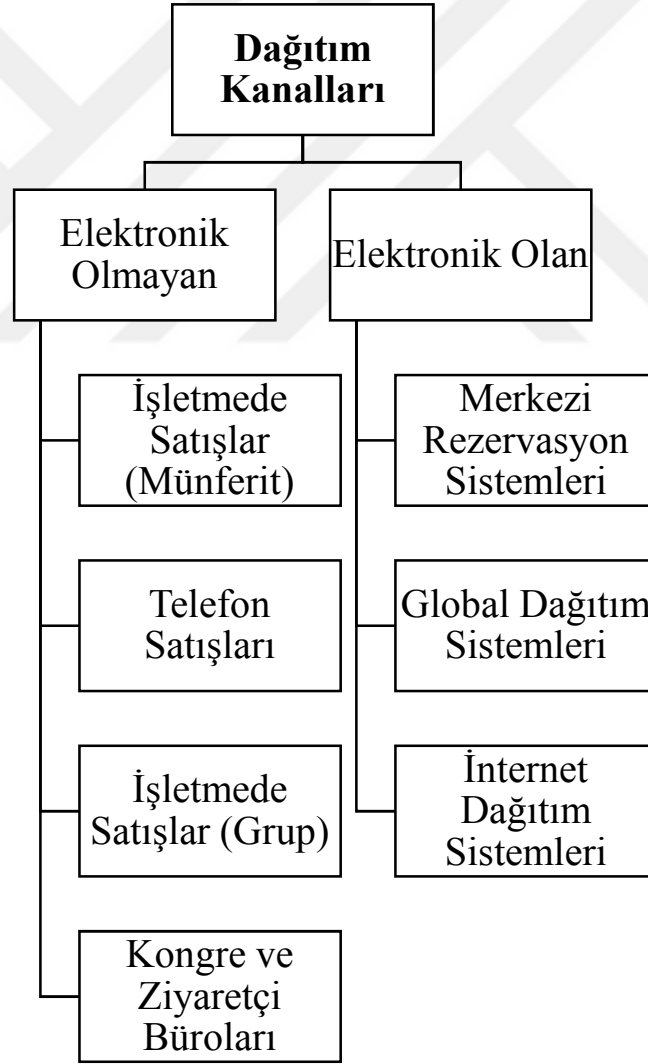 Dağıtım
Kanalları
Elektronik
Olmayan
Elektronik Olan
İşletmede
Satışlar
(Münferit)
Telefon
Satışları
İşletmede
Satışlar (Grup)
Kongre ve
Ziyaretçi
Büroları
Merkezi
Rezervasyon
Sistemleri
Global Dağıtım
Sistemleri
İnternet
Dağıtım
Sistemleri